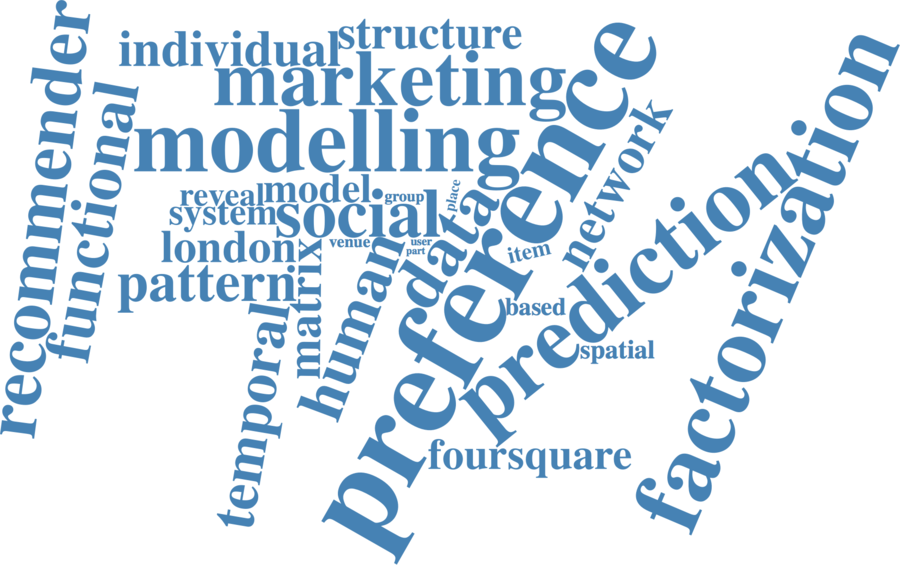 recommender
functional
individual
structure
marketing
modelling
preference
factorization
prediction
network
reveal
model
group
place
data
system
social
london
venue
user
part
item
pattern
matrix
human
based
temporal
spatial
foursquare